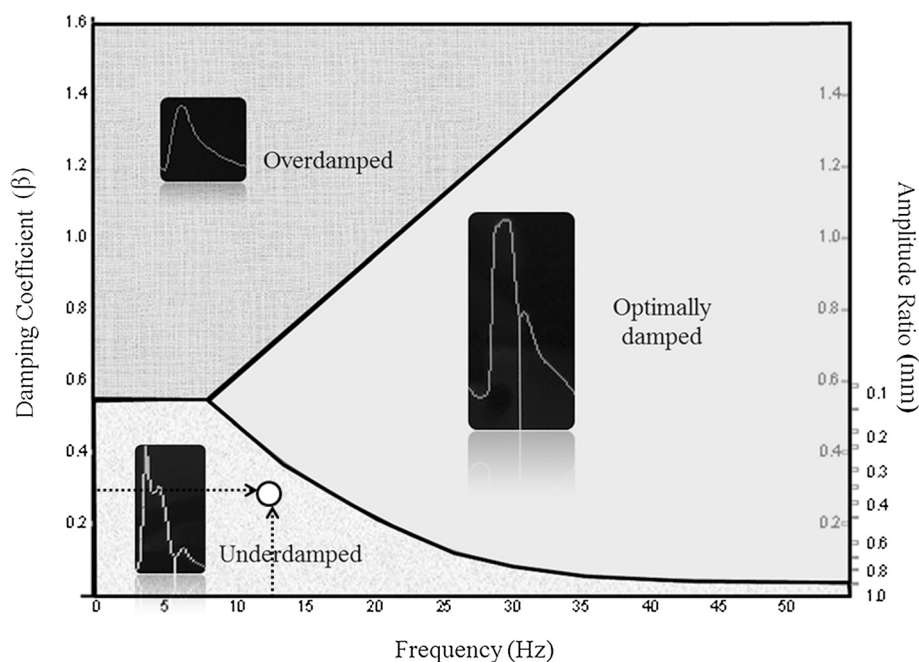 Damping Coefficient (β)
1.6
1.4
1.2
1.0
0.8
0.6
0.4
0.2
Overdamped
Optimally
damped
Underdamped
1.4
1.2
1.0
0.8
0.6
0.4
0.2
0.1
0.2
0.3
0.4
0.6
0.8
1.0
Amplitude Ratio (mm)
0 5 10 15 20 25 30 35 40 45 50
Frequency (Hz)